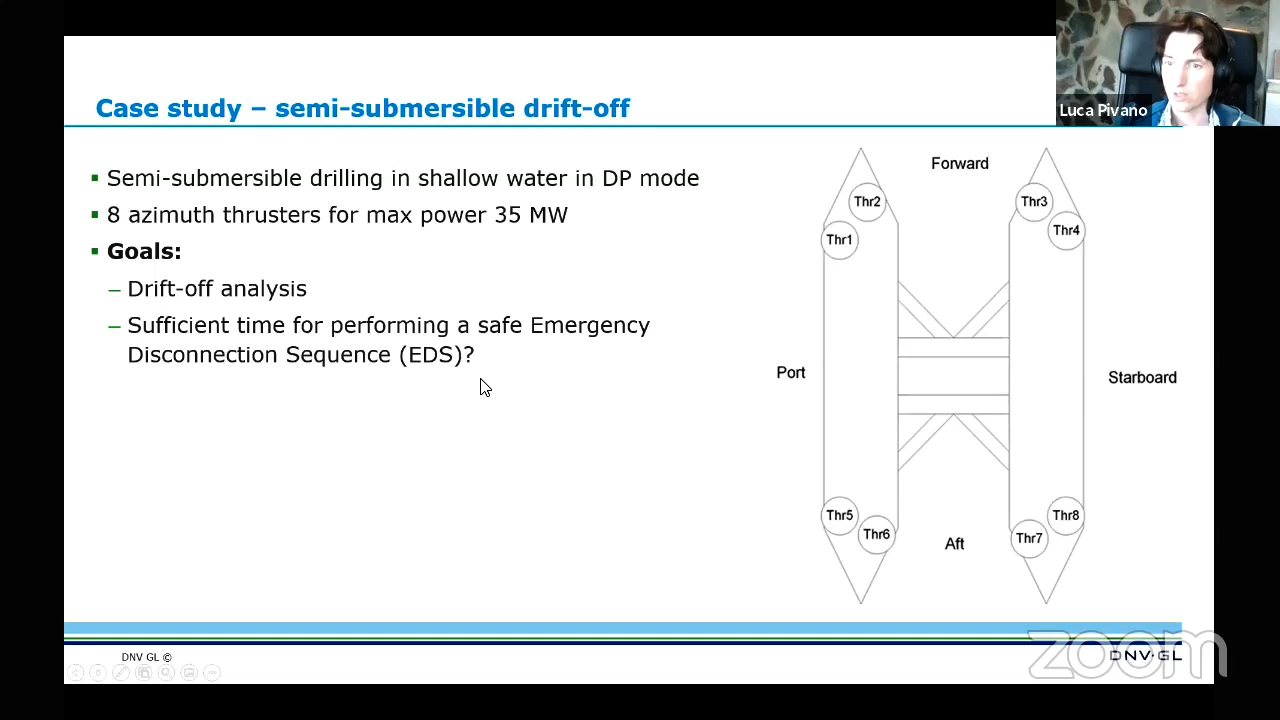 Case study – semi-submersible drift-off
Luca Pivano
▪ Semi-submersible drilling in shallow water in DP mode
▪ 8 azimuth thrusters for max power 35 MW
▪ Goals:
– Drift-off analysis
– Sufficient time for performing a safe Emergency
Disconnection Sequence (EDS)?
Forward
Thr2
Thr3
Thr1
Thr4
Port
Starboard
Thr5
Thr8
Thr6
Thr7
Aft
DNV GL ©
DNV·GL
zoom